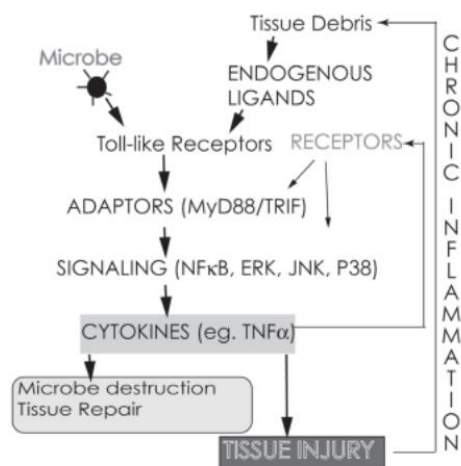 Tissue Debris
Microbe
ENDOGENOUS
LIGANDS
Toll-like Receptors
RECEPTORS
ADAPTORS (MyD88/TRIF)
SIGNALING (NFκB, ERK, JNK, P38)
CYTOKINES (eg. TNFα)
Microbe destruction
Tissue Repair
TISSUE INJURY
CHRONIC INFLAMMATION